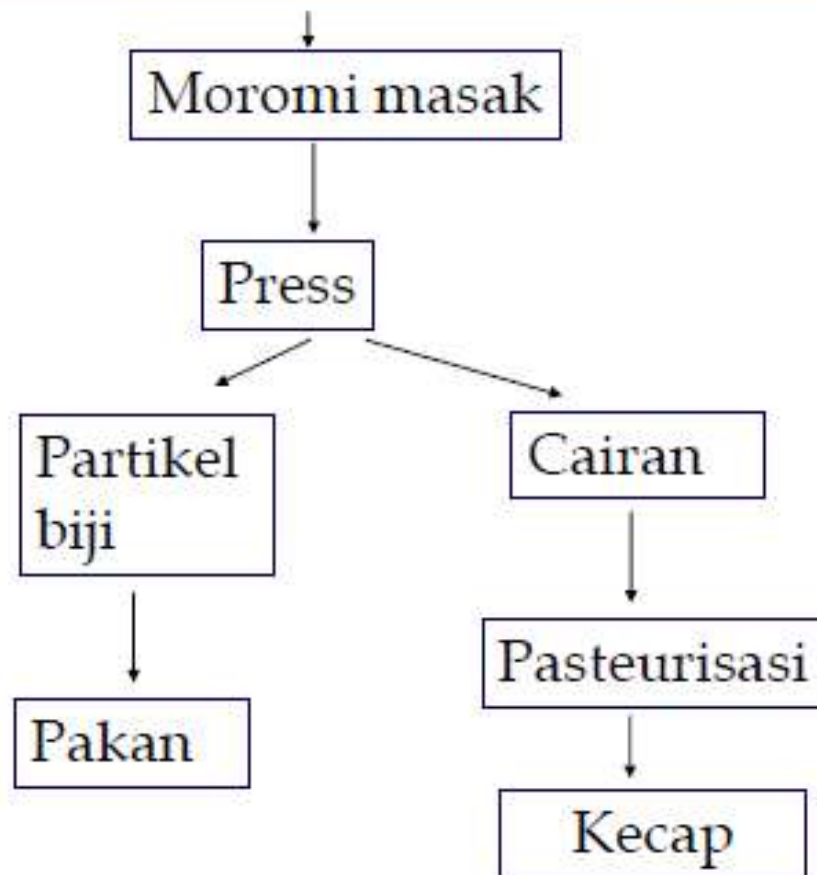 Moromi masak
Press
Partikel
biji
Cairan
Pasteurisasi
Pakan
Kecap